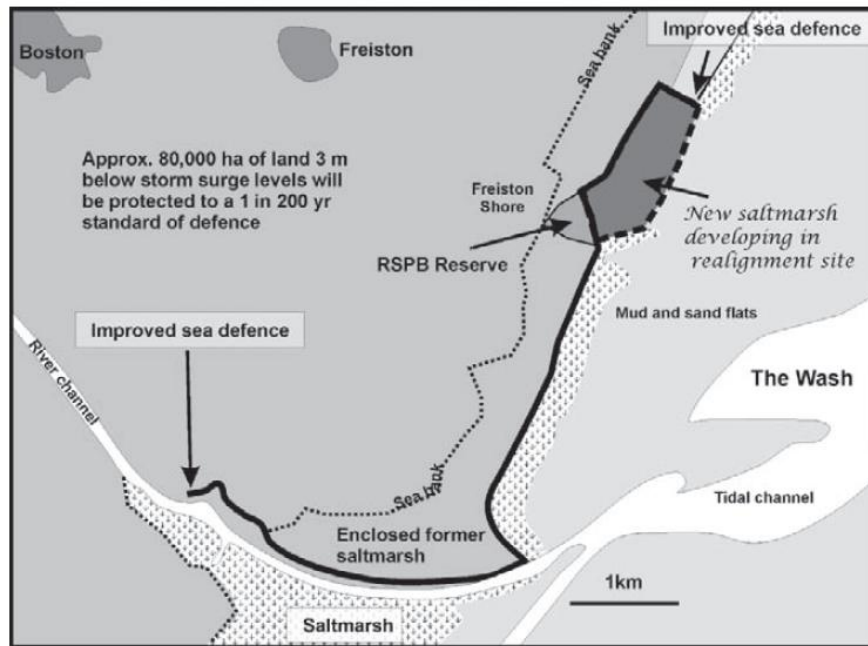 Boston
Freiston
Improved sea defence
Sea bank
Approx. 80,000 ha of land 3 m
below storm surge levels will
be protected to a 1 in 200 yr
standard of defence
Freiston
Shore
New saltmarsh
developing in
realignment site
RSPB Reserve
Mud and sand flats
Improved sea defence
River channel
The Wash
Sea bank
Tidal channel
Enclosed former
saltmarsh
1km
Saltmarsh